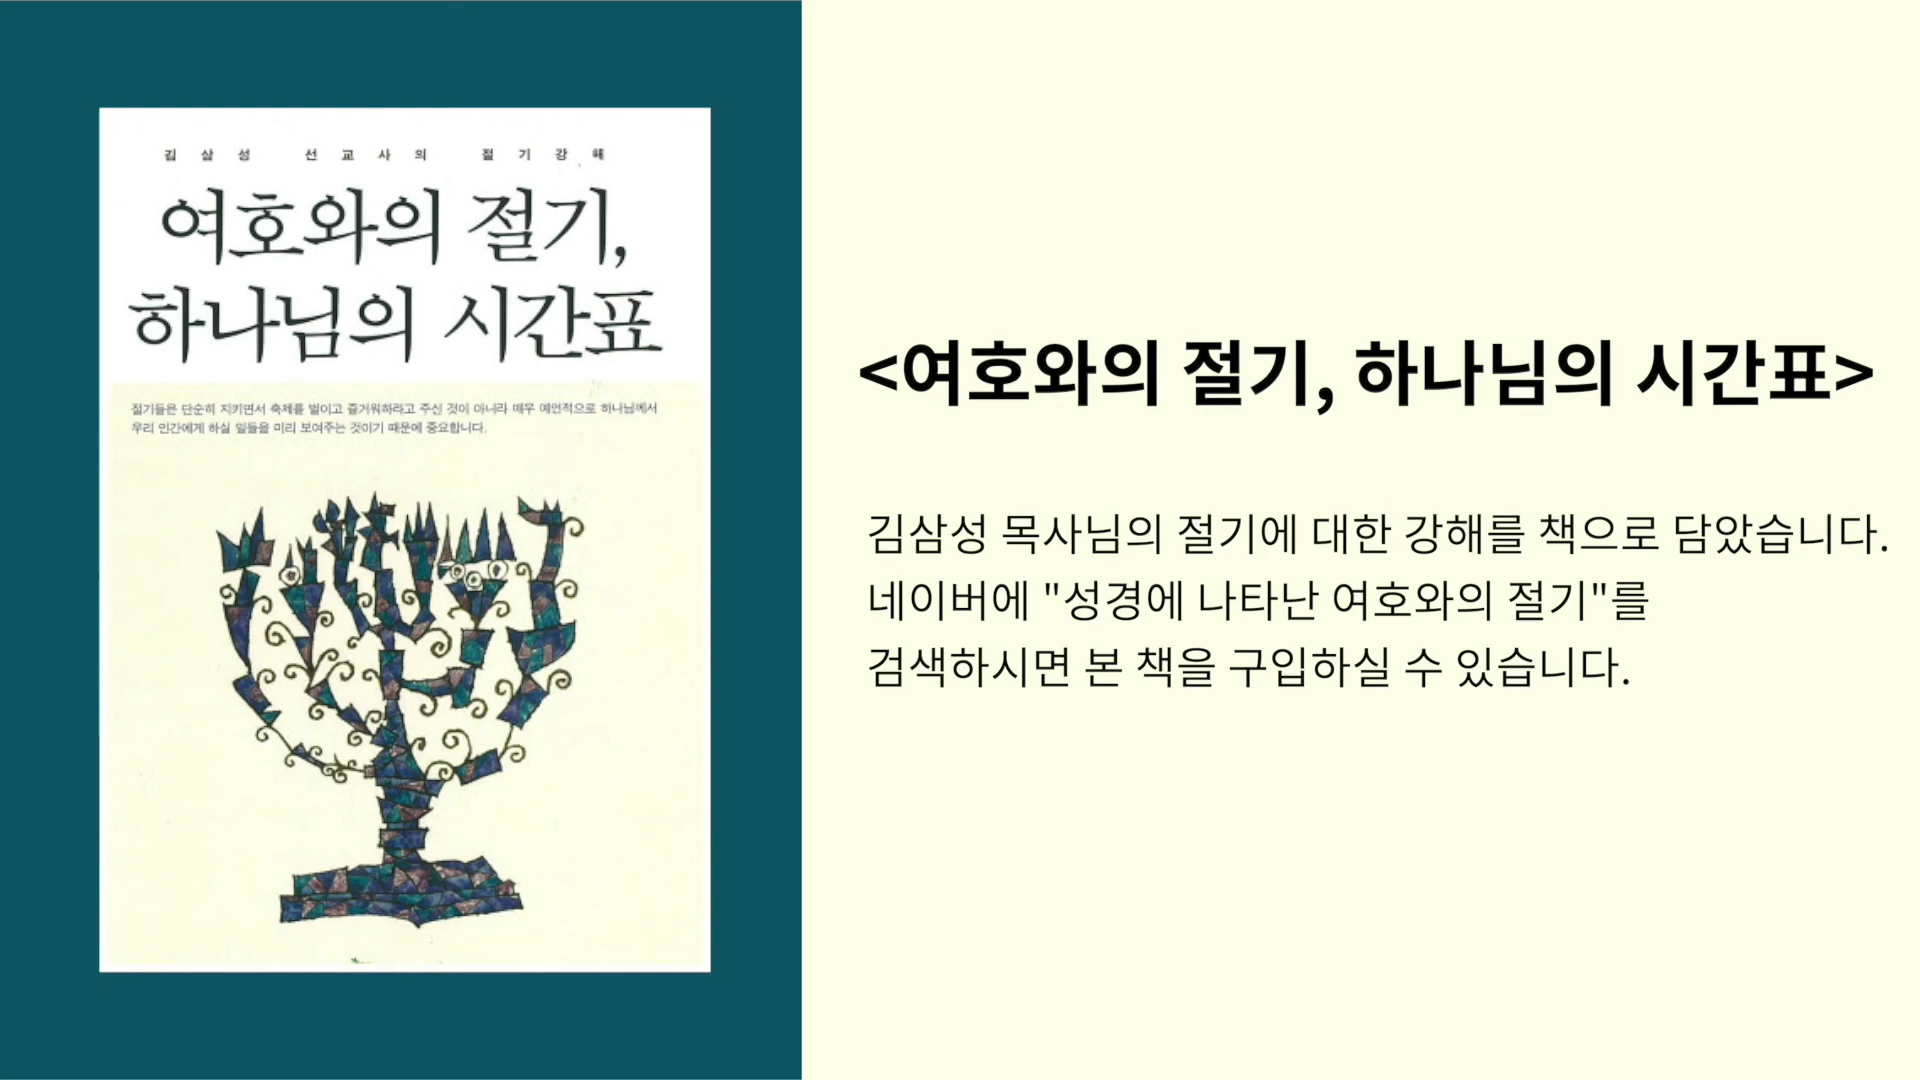 김삼성 선교사의 절기강해
여호와의 절기,
하나님의 시간표
절기들은 단순히 지키면서 축제를 벌이고 즐거워하라고 주신 것이 아니라 매우 예언적으로 하나님께서
우리 인간에게 하실 일들을 미리 보여주는 것이기 때문에 중요합니다.
<여호와의 절기, 하나님의 시간표>
김삼성 목사님의 절기에 대한 강해를 책으로 담았습니다.
네이버에 "성경에 나타난 여호와의 절기"를
검색하시면 본 책을 구입하실 수 있습니다.